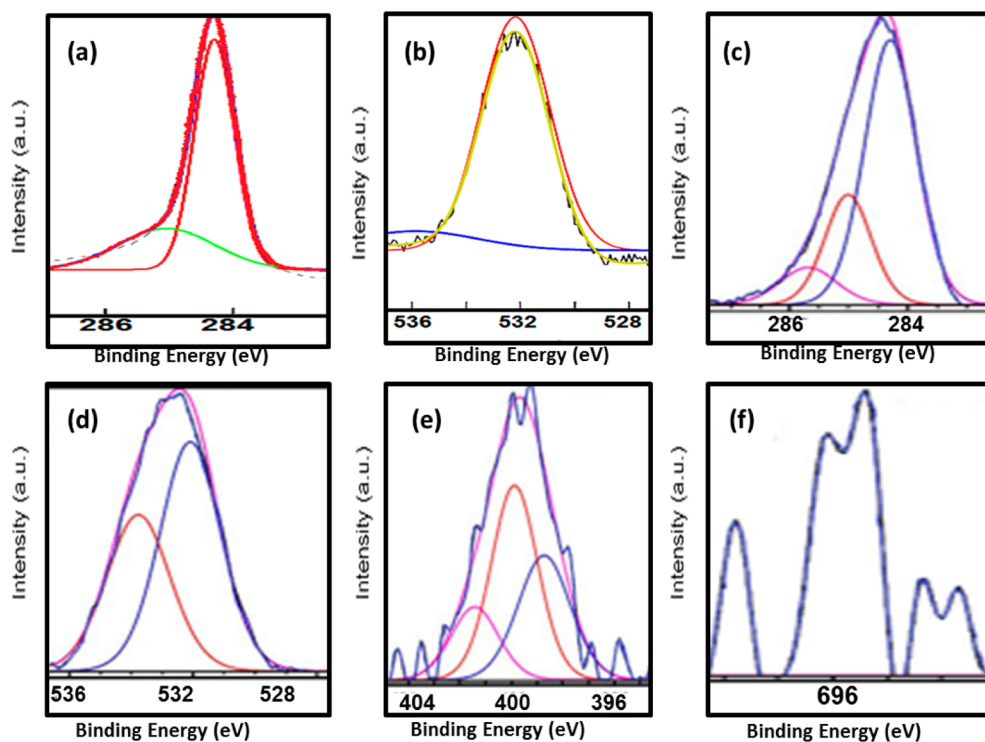 (a)
Intensity (a.u.)
286 284
Binding Energy (eV)
(b)
Intensity (a.u.)
536 532 528
Binding Energy (eV)
(c)
Intensity (a.u.)
286 284
Binding Energy (eV)
(d)
Intensity (a.u.)
536 532 528
Binding Energy (eV)
(e)
Intensity (a.u.)
404 400 396
Binding Energy (eV)
(f)
Intensity (a.u.)
696
Binding Energy (eV)